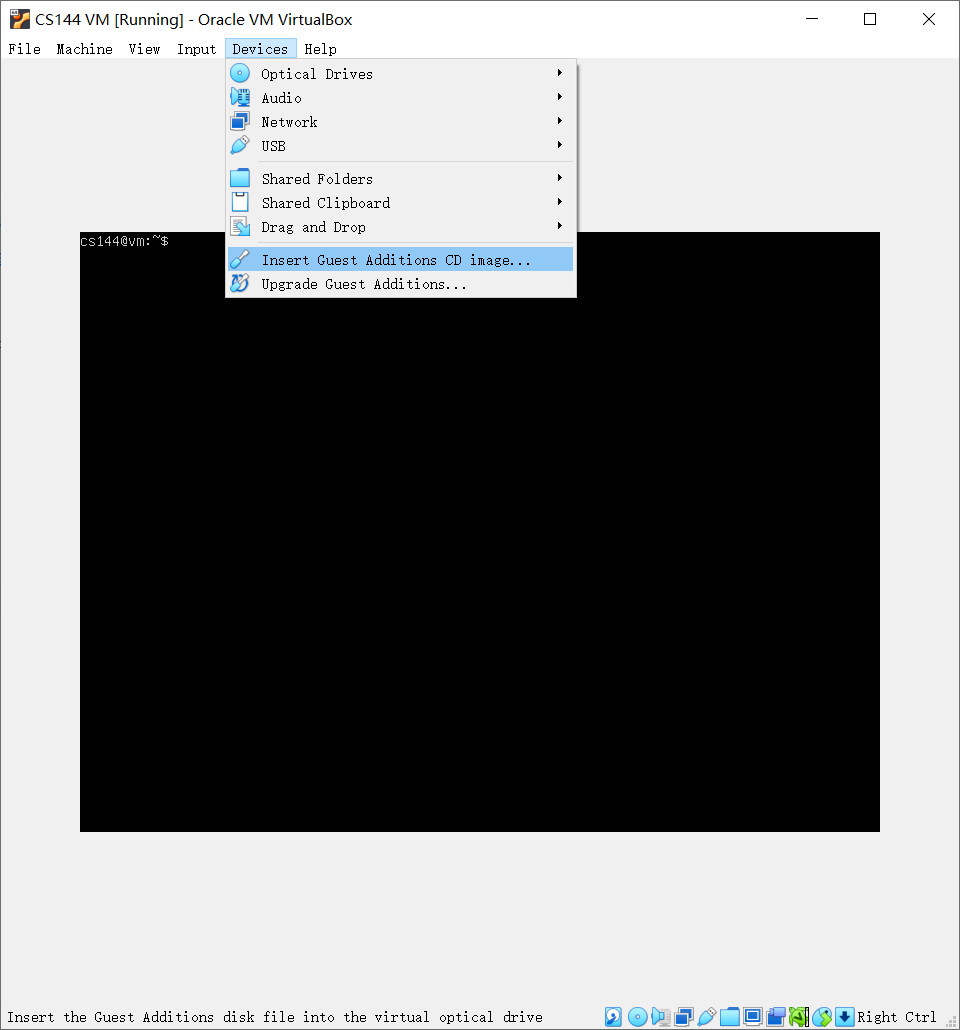 CS144 VM [Running] - Oracle VM VirtualBox
File Machine View Input Devices Help
Optical Drives
Audio
Network
USB
Shared Folders
Shared Clipboard
Drag and Drop
Insert Guest Additions CD image...
Upgrade Guest Additions...
cs144@vm:~$
Insert the Guest Additions disk file into the virtual optical drive
Right Ctrl